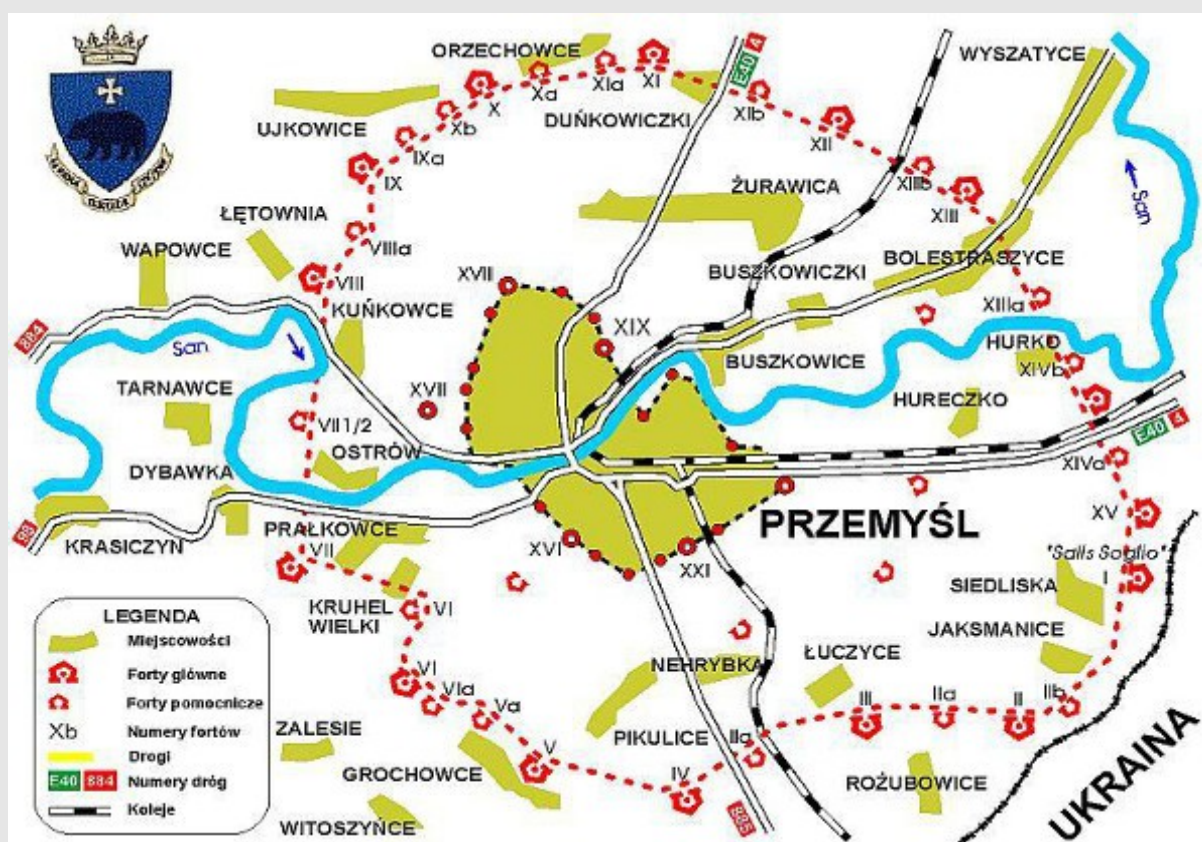 ORZECHOWCE
E40 4
WYSZATYCE
Xa
XIa
XI
UJKOWICE
X
Xb
DUŃKOWICZKI
XIb
IXa
XII
IX
ŻURAWICA
XIIb
XIII
San
ŁĘTOWNIA
VIIIa
WAPOWCE
XVII
BUSZKOWICZKI
BOLESTRASZYCE
VIII
KUŃKOWCE
XIIIa
884
San
XIX
HURKO
BUSZKOWICE
XIVb
TARNAWCE
XVII
HURECZKO
VII 1/2
OSTRÓW
E40 4
DYBAWKA
XIVa
PRZEMYŚL
XV
98
KRASICZYN
PRAŁKOWCE
XVI
XXI
"Salls Soglio"
VII
SIEDLISKA
I
KRUHEL
WIELKI
VI
JAKSMANICE
NEHRYBKA
ŁUCZYCE
VI
VIa
Va
III
IIa
II
IIb
ZALESIE
PIKULICE
IIa
V
GROCHOWCE
IV
ROŻUBOWICE
885
WITOSZYŃCE
UKRAINA
LEGENDA
Miejscowości
Forty główne
Forty pomocnicze
Xb Numery fortów
Drogi
E40 884 Numery dróg
Koleje